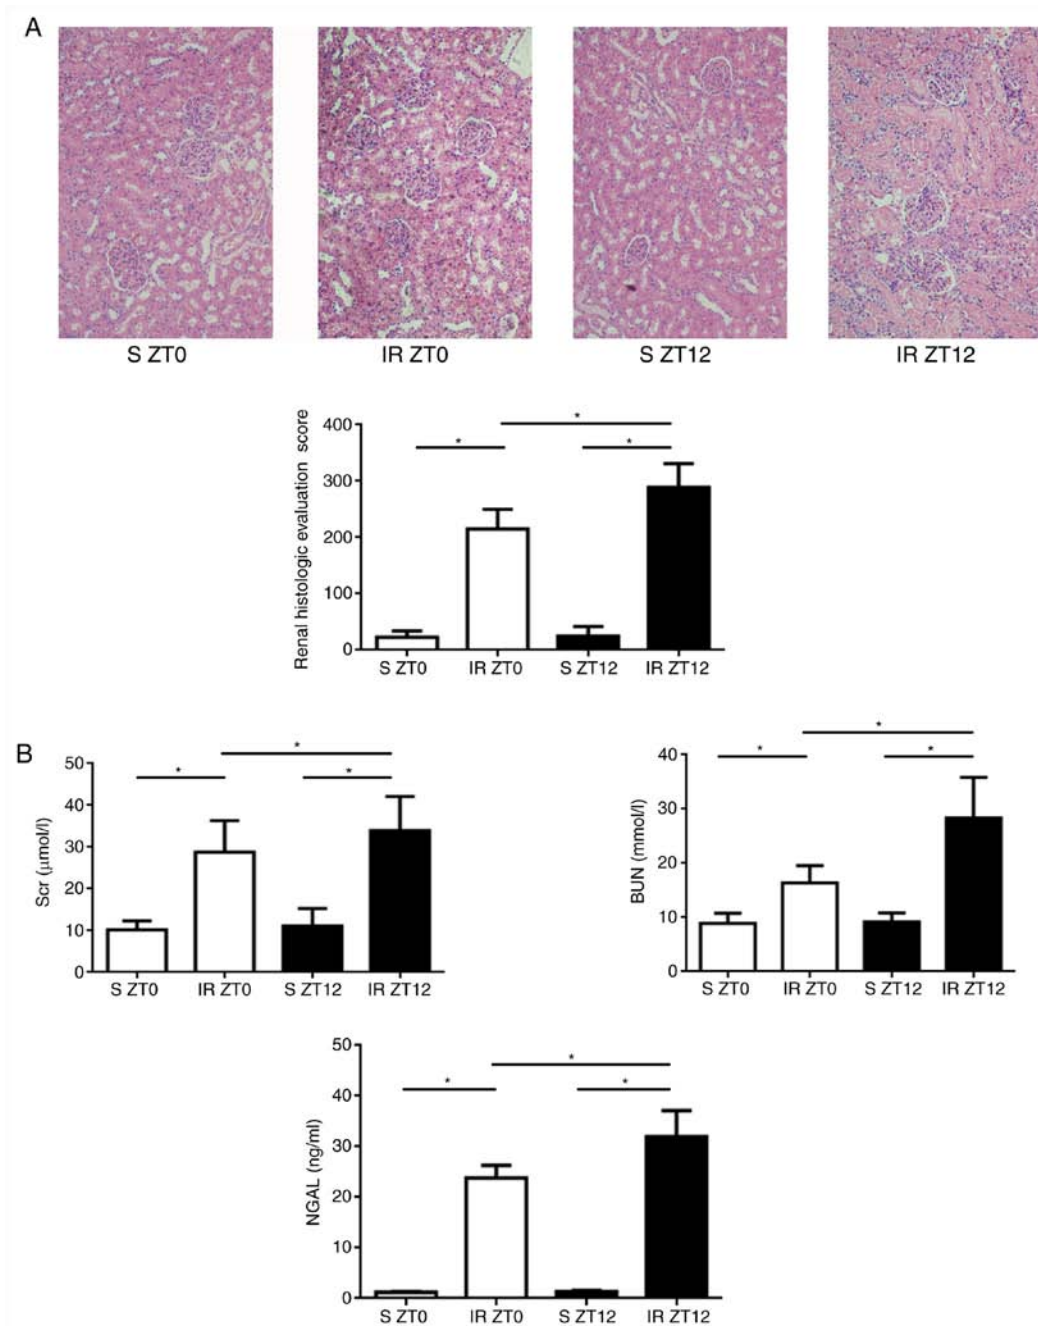 A
S ZT0
IR ZT0
S ZT12
IR ZT12
Renal histologic evaluation score
400
300
200
100
0
*
*
*
S ZT0
IR ZT0
S ZT12
IR ZT12
B
Scr (μmol/l)
50
40
30
20
10
0
*
*
*
S ZT0
IR ZT0
S ZT12
IR ZT12
BUN (mmol/l)
40
30
20
10
0
*
*
*
S ZT0
IR ZT0
S ZT12
IR ZT12
NGAL (ng/ml)
50
40
30
20
10
0
*
*
*
S ZT0
IR ZT0
S ZT12
IR ZT12